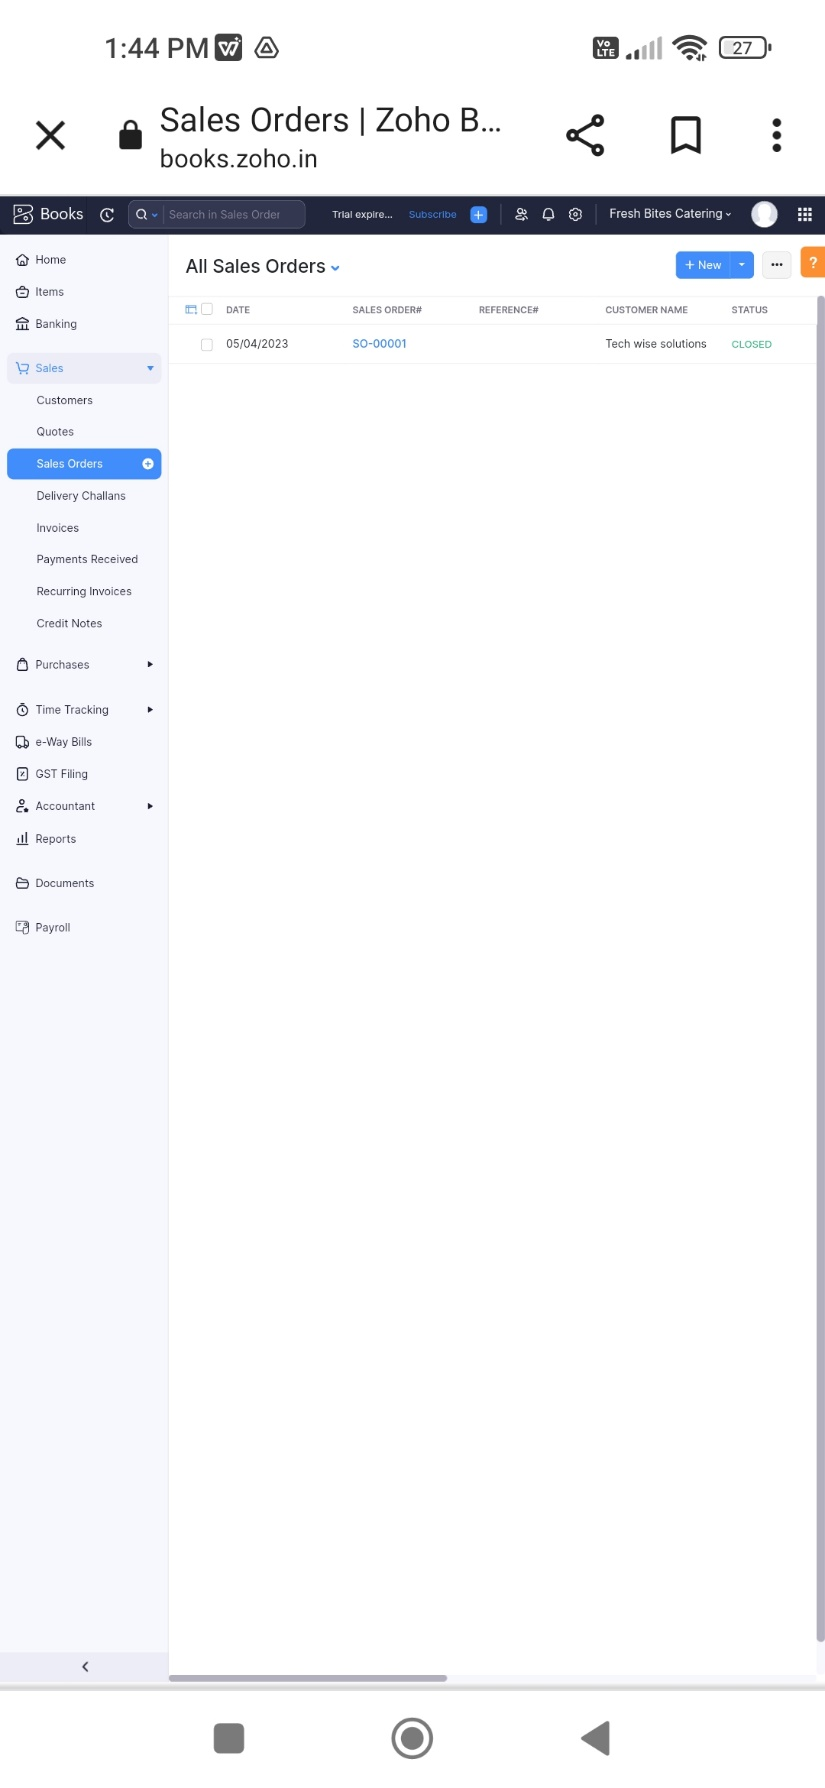 1:44 PM
Vo LTE
27
Sales Orders | Zoho B...
books.zoho.in
Books
Search in Sales Order
Trial expire...
Subscribe
Fresh Bites Catering
Home
Items
Banking
Sales
Customers
Quotes
Sales Orders
Delivery Challans
Invoices
Payments Received
Recurring Invoices
Credit Notes
Purchases
Time Tracking
e-Way Bills
GST Filing
Accountant
Reports
Documents
Payroll
All Sales Orders
+ New
?
DATE SALES ORDER# REFERENCE# CUSTOMER NAME STATUS
05/04/2023 SO-00001 Tech wise solutions CLOSED